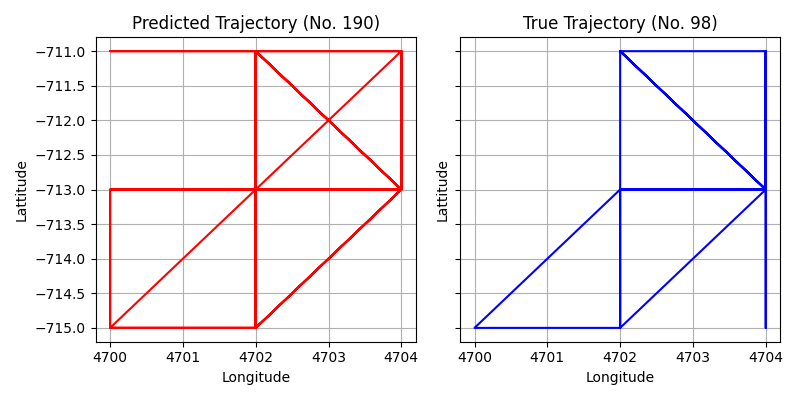 Predicted Trajectory (No. 190)
True Trajectory (No. 98)
−711.0
−711.5
−712.0
−712.5
−713.0
−713.5
−714.0
−714.5
−715.0
Lattitude
Lattitude
4700 4701 4702 4703 4704
4700 4701 4702 4703 4704
Longitude
Longitude